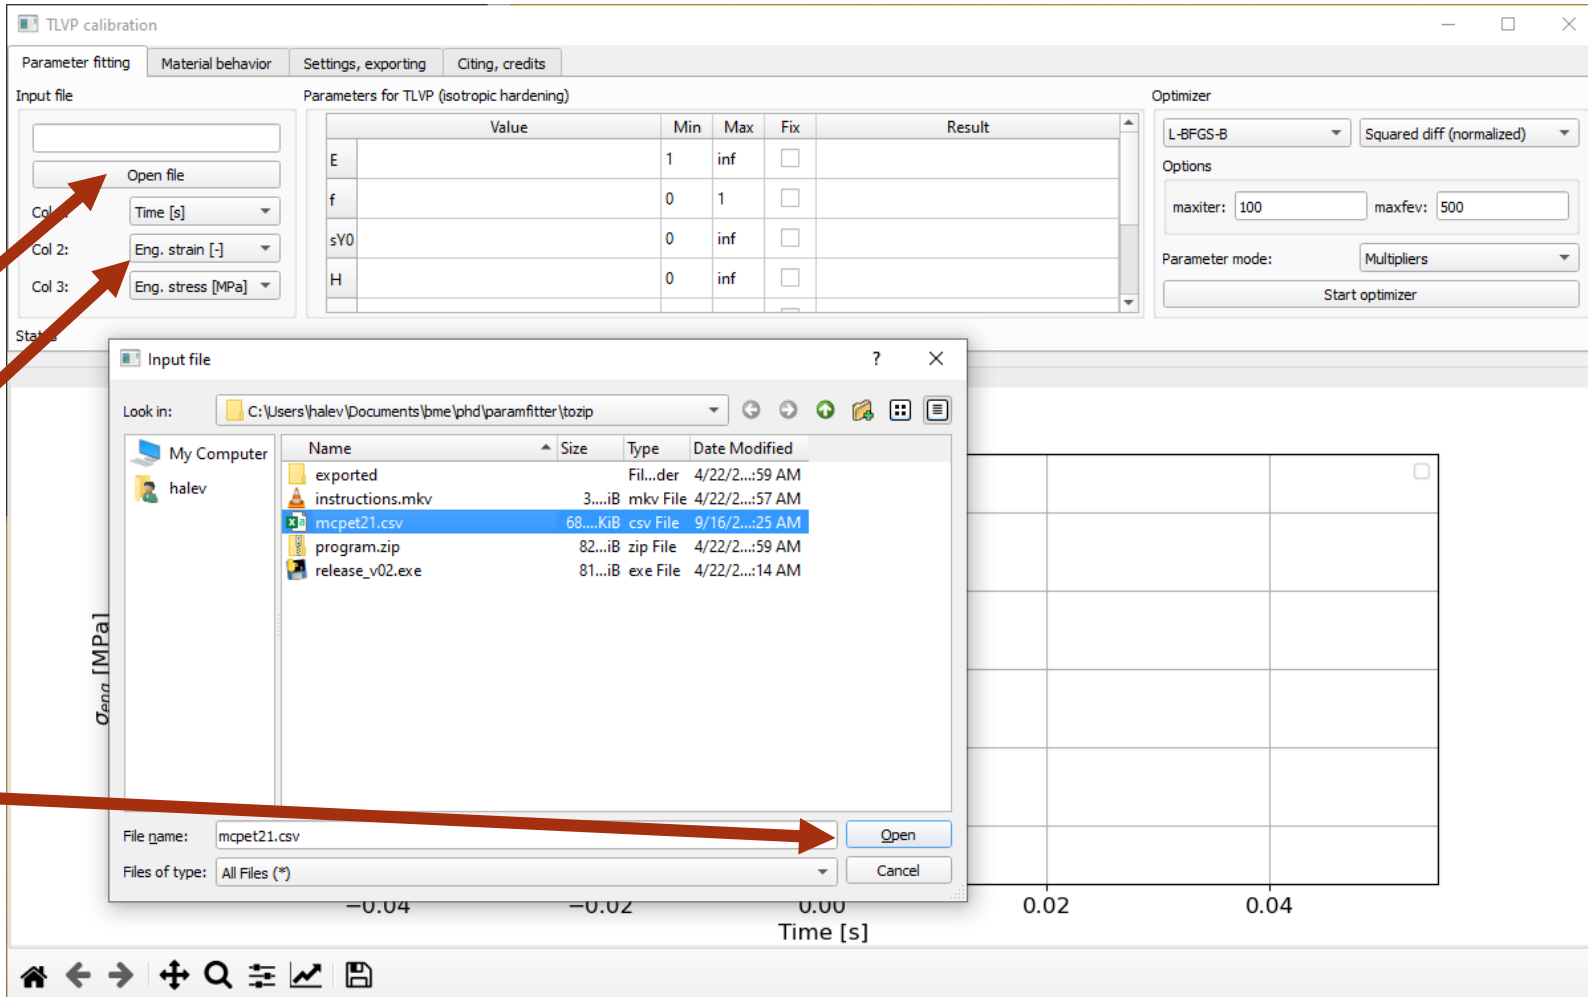 TLVP calibration
Parameter fitting Material behavior Settings, exporting Citing, credits
Input file Parameters for TLVP (isotropic hardening) Optimizer
Value Min Max Fix Result
L-BFGS-B Squared diff (normalized)
E 1 inf
Open file
Options
f 0 1
Time [s]
maxiter: 100 maxfev: 500
sY0 0 inf
Col 2: Eng. strain [-]
Parameter mode: Multipliers
H 0 inf
Col 3: Eng. stress [MPa]
Start optimizer
Input file ?
Look in: C:\Users\halev\Documents\bme\phd\paramfitter\tozip
My Computer
halev
Name Size Type Date Modified
exported Fil...der 4/22/2...:59 AM
instructions.mkv 3....iB mkv File 4/22/2...:57 AM
mcpet21.csv 68....KiB csv File 9/16/2...:25 AM
program.zip 82...iB zip File 4/22/2...:59 AM
release_v02.exe 81...iB exe File 4/22/2...:14 AM
σeng [MPa]
File name: mcpet21.csv Open
Files of type: All Files (*) Cancel
−0.04 −0.02 0.00 0.02 0.04
Time [s]